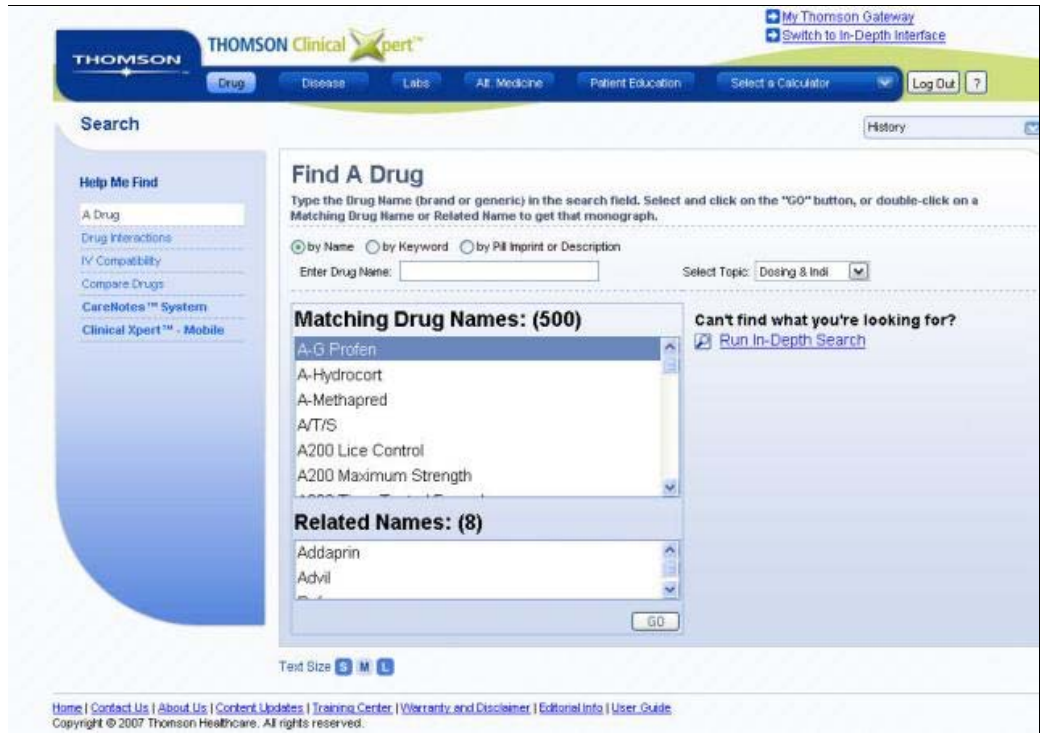 My Thomson Gateway
Switch to In-Depth Interface
THOMSON
THOMSON Clinical Xpert™
Drug Disease Labs Alt. Medicine Patient Education Select a Calculator Log Out ?
Search
History
Help Me Find
A Drug
Drug Interactions
IV Compatibility
Compare Drugs
CareNotes™ System
Clinical Xpert™ - Mobile
Find A Drug
Type the Drug Name (brand or generic) in the search field. Select and click on the "GO" button, or double-click on a
Matching Drug Name or Related Name to get that monograph.
by Name by Keyword by Pill Imprint or Description
Enter Drug Name: Select Topic: Dosing & Indi
Matching Drug Names: (500)
A-G Profen
A-Hydrocort
A-Methapred
A/T/S
A200 Lice Control
A200 Maximum Strength
Can't find what you're looking for?
Run In-Depth Search
Related Names: (8)
Addaprin
Advil
GO
Text Size S M L
Home | Contact Us | About Us | Content Updates | Training Center | Warranty and Disclaimer | Editorial Info | User Guide
Copyright © 2007 Thomson Healthcare. All rights reserved.